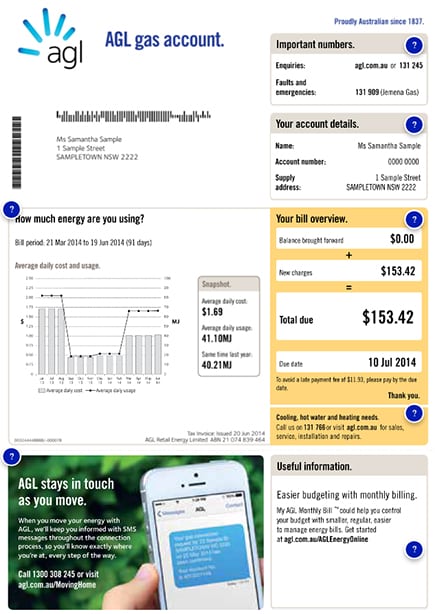 agl
AGL gas account.
Proudly Australian since 1837.
Important numbers.
?
Enquiries: agl.com.au or 131 245
Faults and
emergencies: 131 909 (Jemena Gas)
Ms Samantha Sample
1 Sample Street
SAMPLETOWN NSW 2222
Your account details.
?
Name: Ms Samantha Sample
Account number: 0000 0000
Supply 1 Sample Street
address: SAMPLETOWN NSW 2222
?
How much energy are you using?
Bill period: 21 Mar 2014 to 19 Jun 2014 (91 days)
Average daily cost and usage.
$
MJ
Average daily cost
Average daily usage
Snapshot.
Average daily cost:
$1.69
Average daily usage:
41.10MJ
Same time last year:
40.21MJ
Tax Invoice: Issued 20 Jun 2014
AGL Retail Energy Limited ABN 21 074 839 464
Your bill overview.
?
Balance brought forward $0.00
+
New charges $153.42
=
Total due $153.42
Due date 10 Jul 2014
To avoid a late payment fee of $11.93, please pay by the due
date.
Thank you.
Cooling, hot water and heating needs.
Call us on 131 766 or visit agl.com.au for sales,
service, installation and repairs.
?
?
AGL stays in touch
as you move.
When you move your energy with
AGL, we'll keep you informed with SMS
messages throughout the connection
process, so you'll know exactly where
you're at, every step of the way.
Call 1300 308 245 or visit
agl.com.au/MovingHome
Messages
AGL
Contact
Useful information.
Easier budgeting with monthly billing.
My AGL Monthly Bill ™ could help you control
your budget with smaller, regular, easier
to manage energy bills. Get started
at agl.com.au/AGLEnergyOnline
?